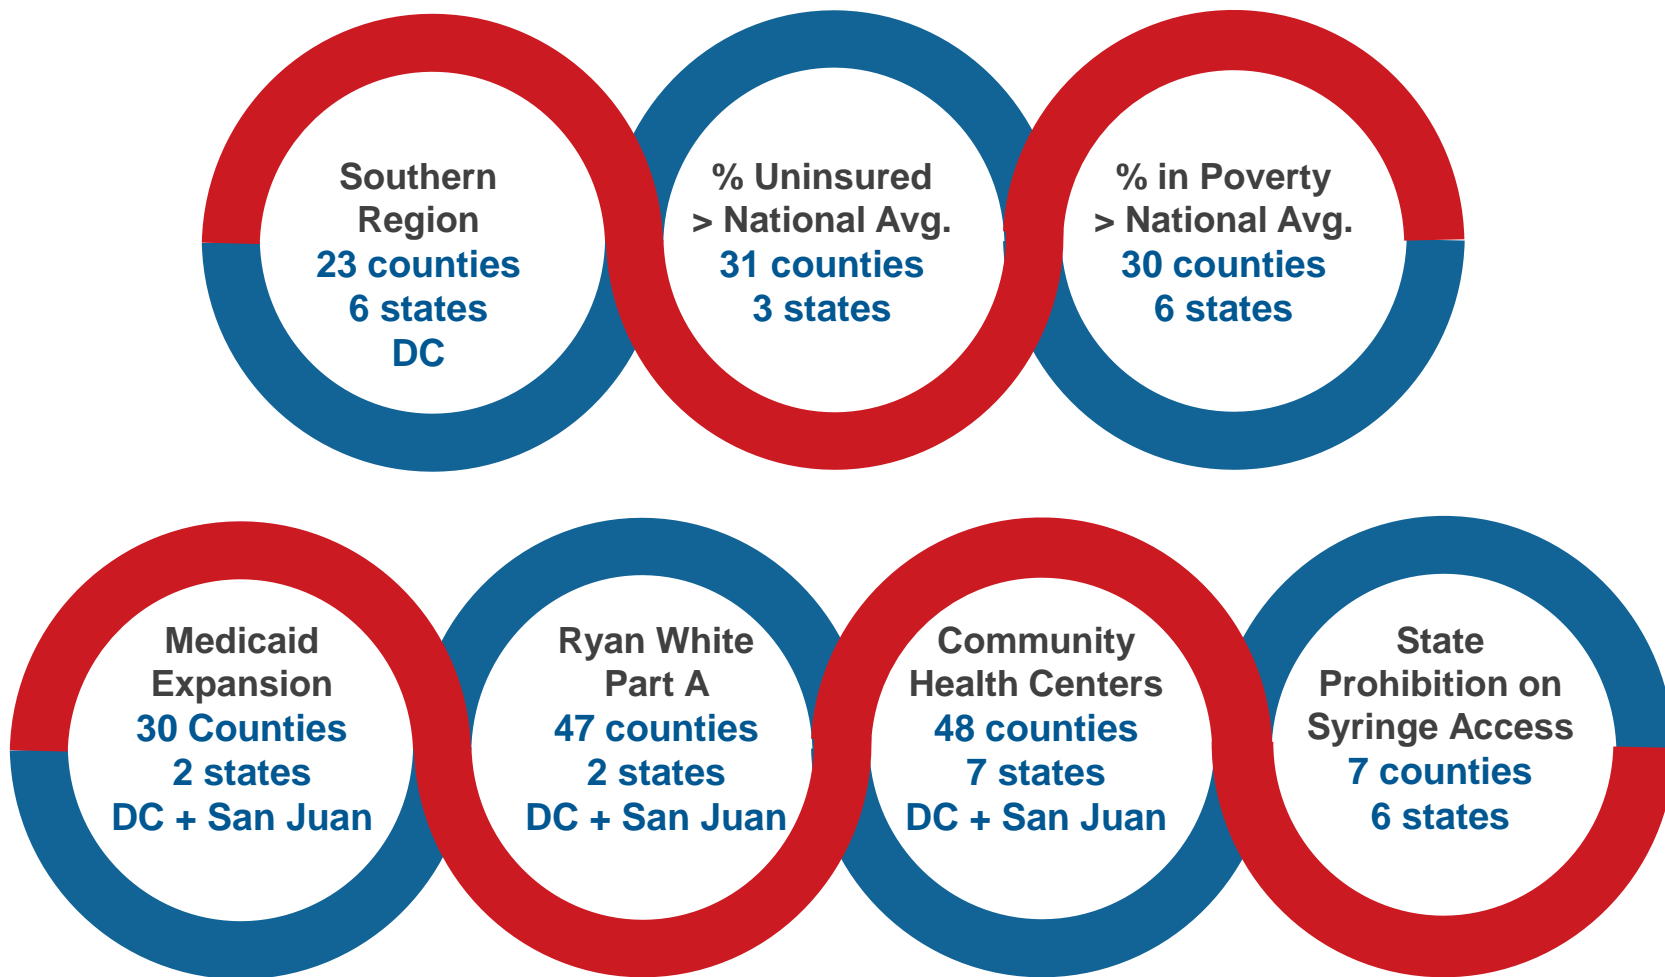 Southern
Region
23 counties
6 states
DC
% Uninsured
> National Avg.
31 counties
3 states
% in Poverty
> National Avg.
30 counties
6 states
Medicaid
Expansion
30 Counties
2 states
DC + San Juan
Ryan White
Part A
47 counties
2 states
DC + San Juan
Community
Health Centers
48 counties
7 states
DC + San Juan
State
Prohibition on
Syringe Access
7 counties
6 states